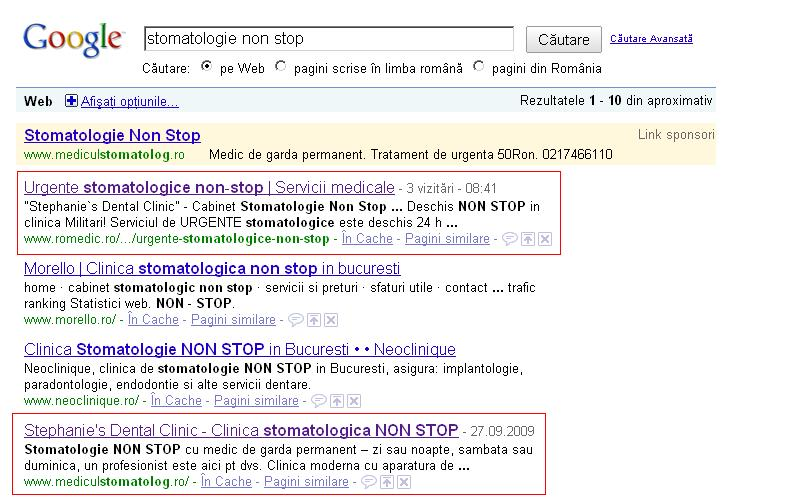 Google stomatologie non stop Căutare Căutare Avansată
Căutare: pe Web pagini scrise în limba română pagini din România
Web Afişaţi opţiunile... Rezultatele 1 - 10 din aproximativ
Stomatologie Non Stop Link sponsori
www.mediculstomatolog.ro Medic de garda permanent. Tratament de urgenta 50Ron. 0217466110
Urgente stomatologice non-stop | Servicii medicale - 3 vizitări - 08:41
"Stephanie`s Dental Clinic" - Cabinet Stomatologie Non Stop ... Deschis NON STOP in
clinica Militari! Serviciul de URGENTE stomatologice este deschis 24 h ...
www.romedic.ro/.../urgente-stomatologice-non-stop - În Cache - Pagini similare -
Morello | Clinica stomatologica non stop in bucuresti
home · cabinet stomatologic non stop · servicii si preturi · sfaturi utile · contact ... trafic
ranking Statistici web. NON - STOP.
www.morello.ro/ - În Cache - Pagini similare -
Clinica Stomatologie NON STOP in Bucuresti • • Neoclinique
Neoclinique, clinica de stomatologie NON STOP in Bucuresti, asigura: implantologie,
paradontologie, endodontie si alte servicii dentare.
www.neoclinique.ro/ - În Cache - Pagini similare -
Stephanie's Dental Clinic - Clinica stomatologica NON STOP - 27.09.2009
Stomatologie NON STOP cu medic de garda permanent – zi sau noapte, sambata sau
duminica, un profesionist este aici pt dvs. Clinica moderna cu aparatura de ...
www.mediculstomatolog.ro/ - În Cache - Pagini similare -